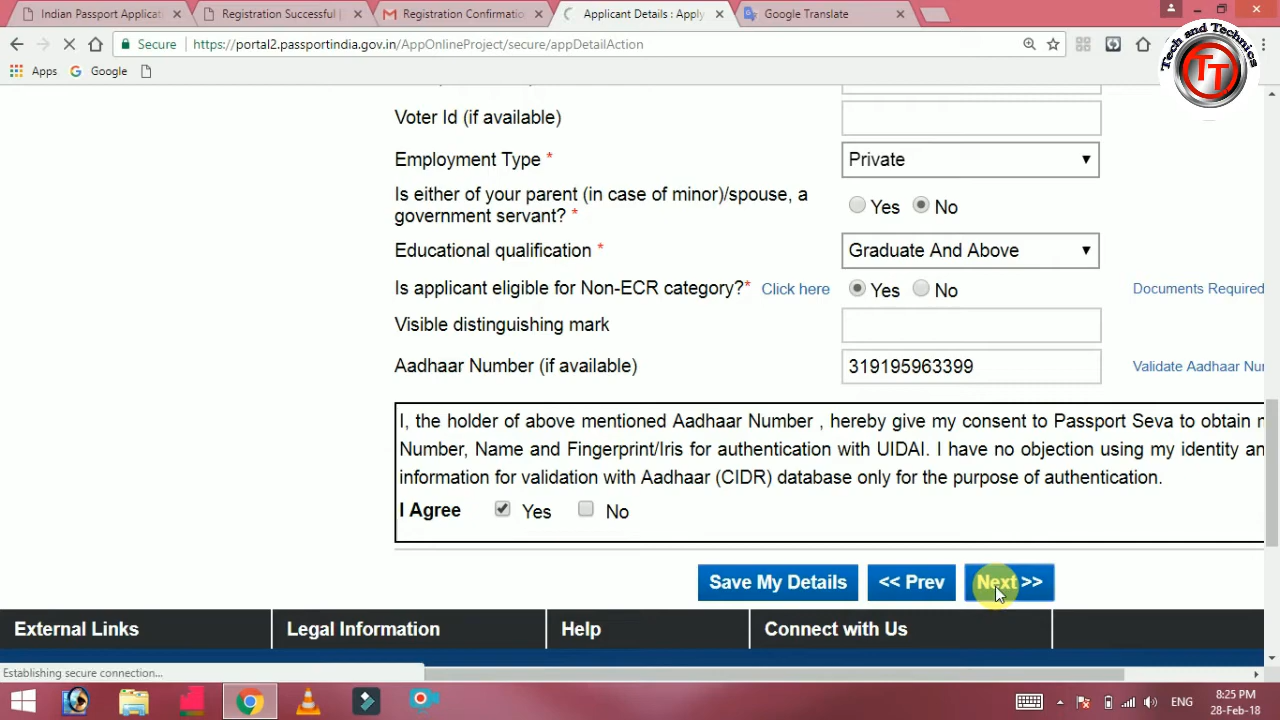 Indian Passport Applicat
Registration Successful
Registration Confirmatio
Applicant Details : Apply
Google Translate
Secure
https://portal2.passportindia.gov.in/AppOnlineProject/secure/appDetailAction
Apps
Google
Tech and Technics
TT
Voter Id (if available)
Employment Type *
Private
Is either of your parent (in case of minor)/spouse, a
government servant? *
Yes
No
Educational qualification *
Graduate And Above
Is applicant eligible for Non-ECR category?*
Click here
Yes
No
Documents Required
Visible distinguishing mark
Aadhaar Number (if available)
319195963399
Validate Aadhaar Nu
I, the holder of above mentioned Aadhaar Number , hereby give my consent to Passport Seva to obtain
Number, Name and Fingerprint/Iris for authentication with UIDAI. I have no objection using my identity an
information for validation with Aadhaar (CIDR) database only for the purpose of authentication.
I Agree
Yes
No
Save My Details
<< Prev
Next >>
External Links
Legal Information
Help
Connect with Us
Establishing secure connection...
ENG
8:25 PM
28-Feb-18